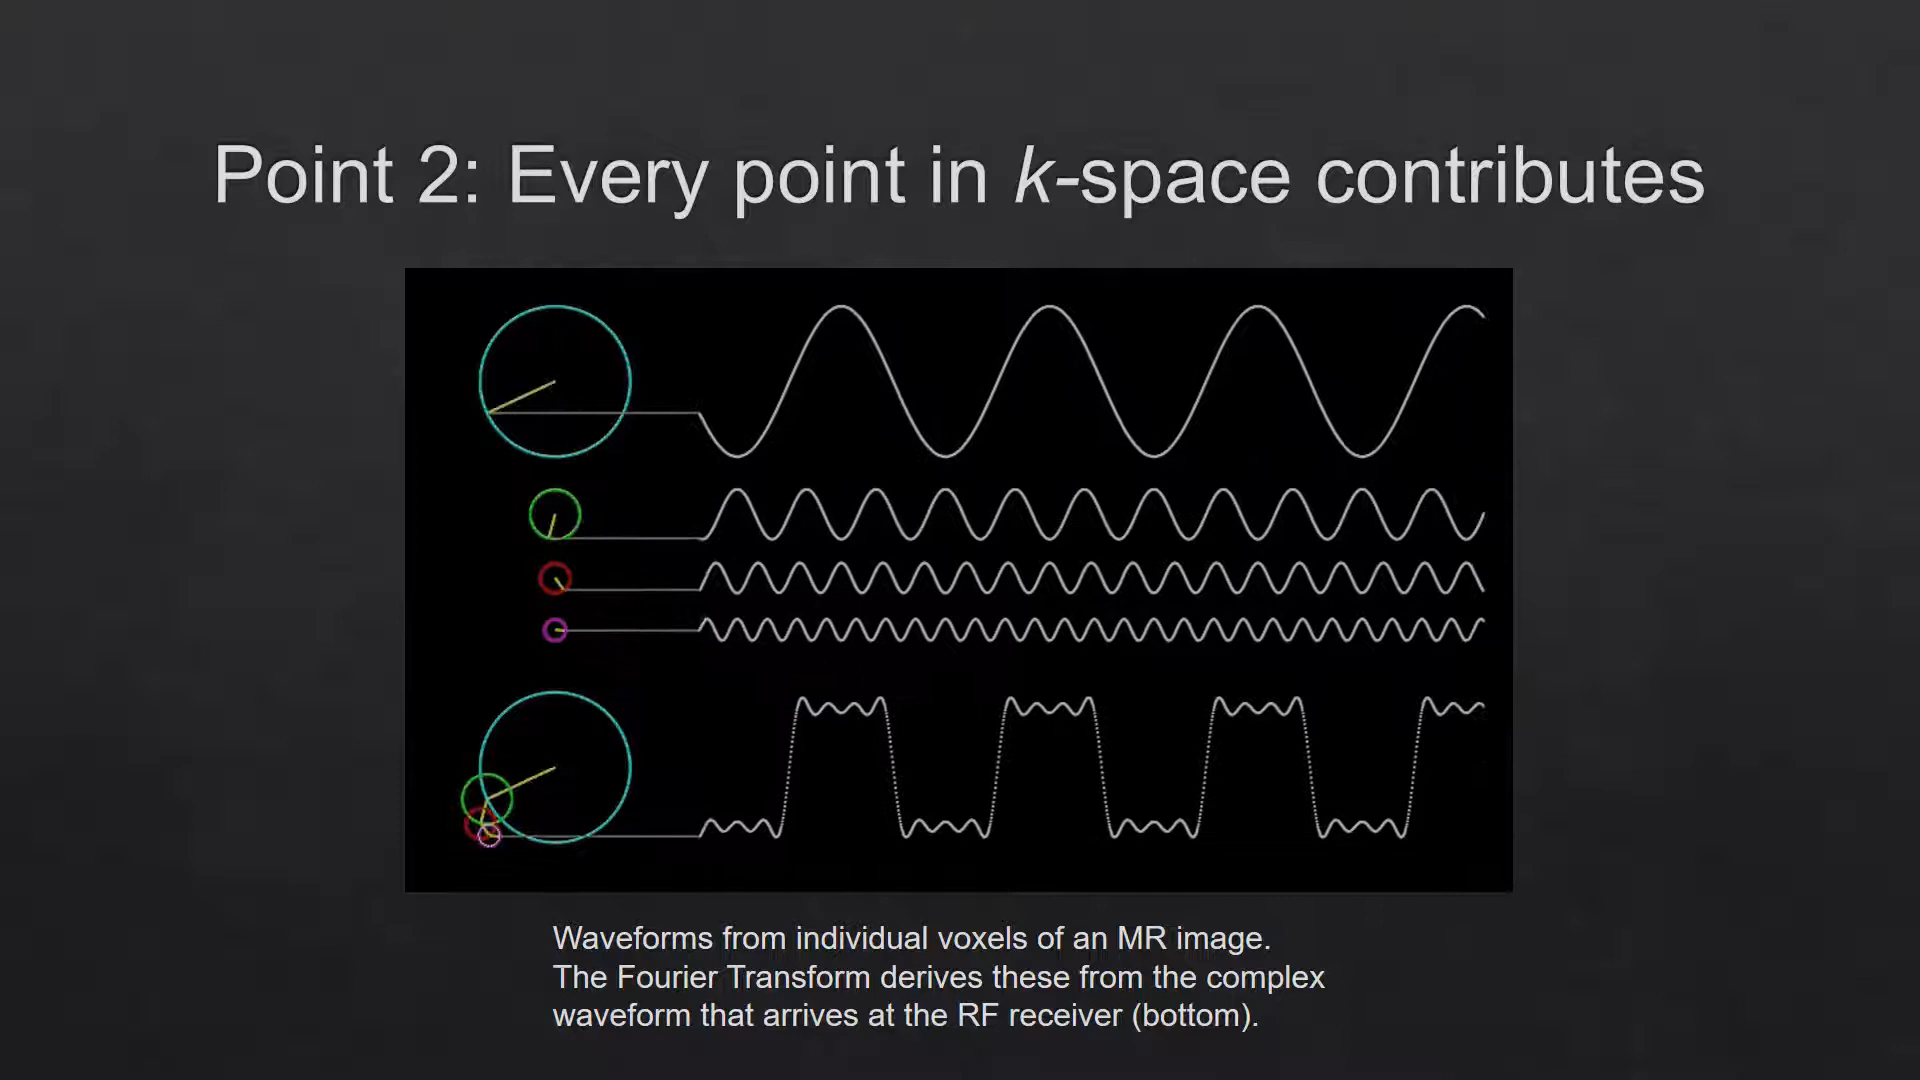 Point 2: Every point in k-space contributes
Waveforms from individual voxels of an MR image.
The Fourier Transform derives these from the complex
waveform that arrives at the RF receiver (bottom).